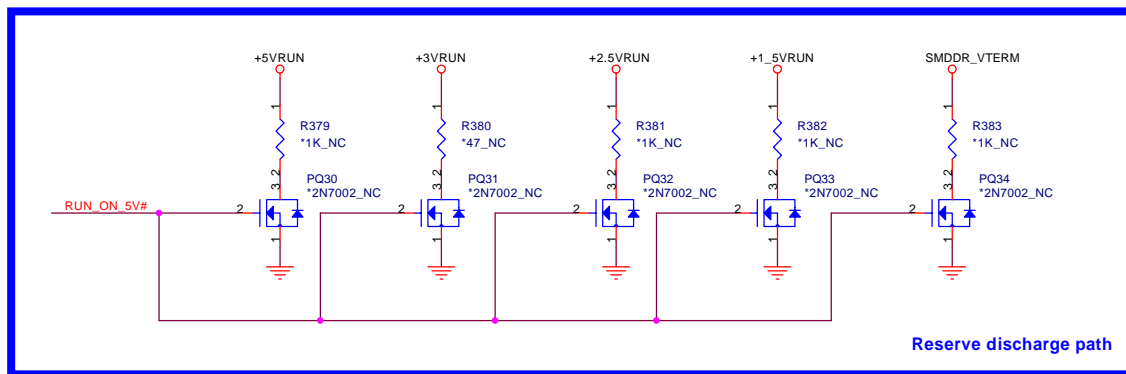 +5VRUN
+3VRUN
+2.5VRUN
+1_5VRUN
SMDDR_VTERM
1
1
1
1
1
R379
*1K_NC
R380
*47_NC
R381
*1K_NC
R382
*1K_NC
R383
*1K_NC
3 2
3 2
3 2
3 2
3 2
PQ30
*2N7002_NC
PQ31
*2N7002_NC
PQ32
*2N7002_NC
PQ33
*2N7002_NC
PQ34
*2N7002_NC
RUN_ON_5V#
2
2
2
2
2
1
1
1
1
1
Reserve discharge path